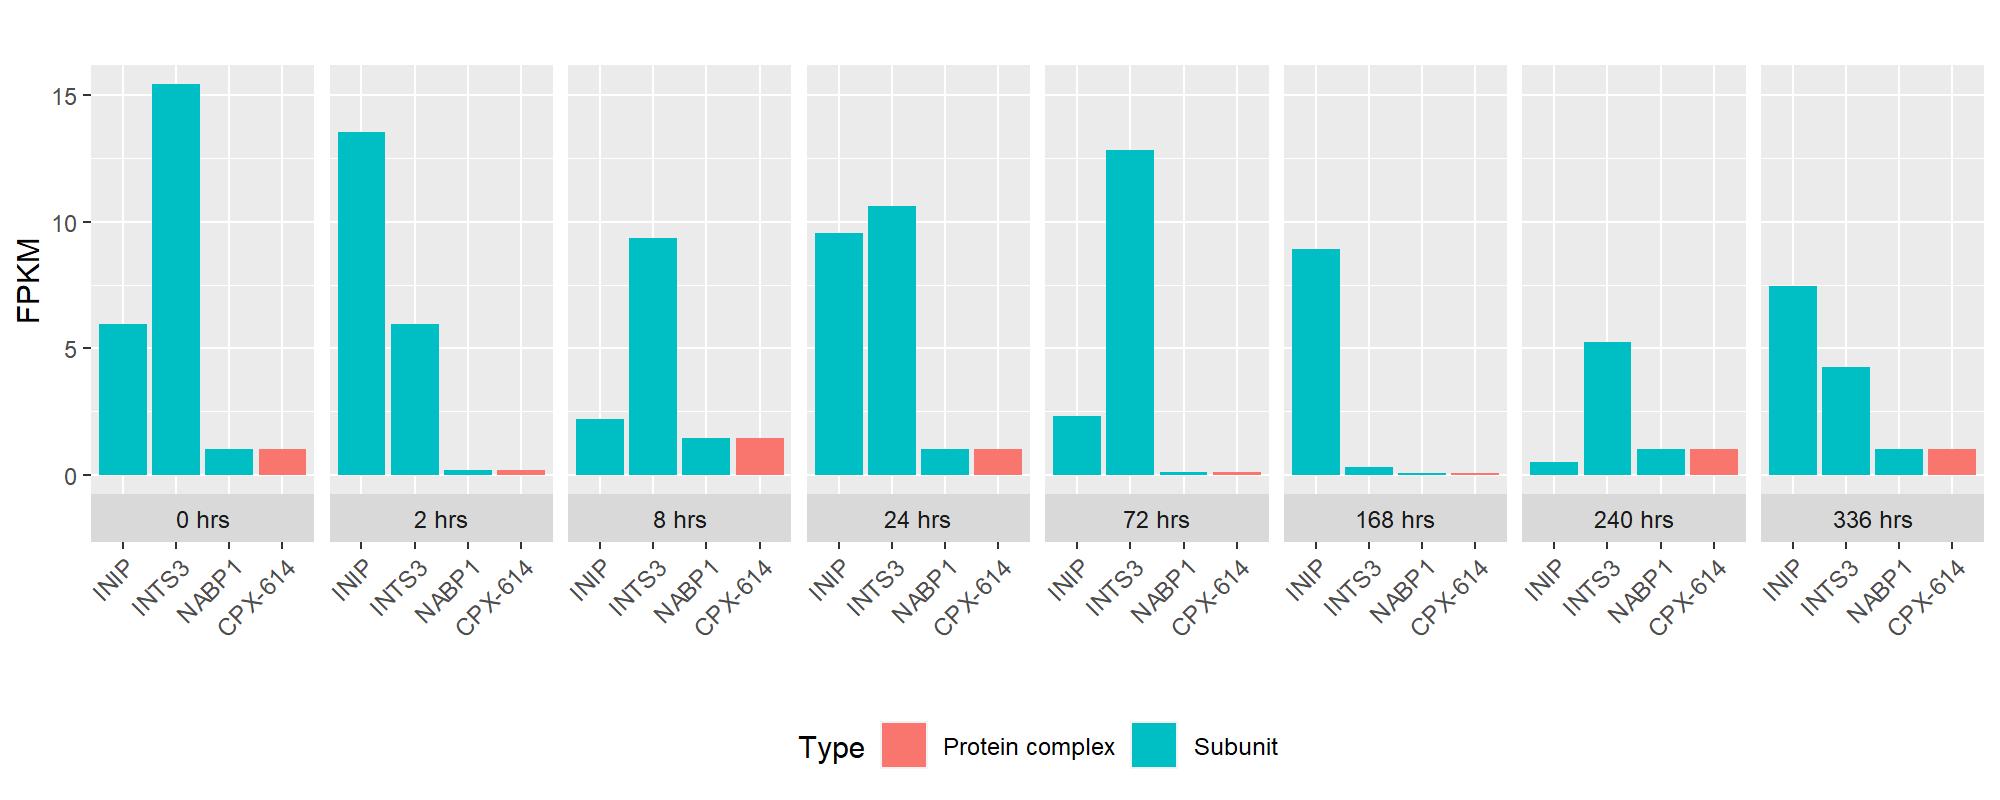 FPKM
15
10
5
0
0 hrs
2 hrs
8 hrs
24 hrs
72 hrs
168 hrs
240 hrs
336 hrs
INIP
INTS3
NABP1
CPX-614
INIP
INTS3
NABP1
CPX-614
INIP
INTS3
NABP1
CPX-614
INIP
INTS3
NABP1
CPX-614
INIP
INTS3
NABP1
CPX-614
INIP
INTS3
NABP1
CPX-614
INIP
INTS3
NABP1
CPX-614
INIP
INTS3
NABP1
CPX-614
Type Protein complex Subunit